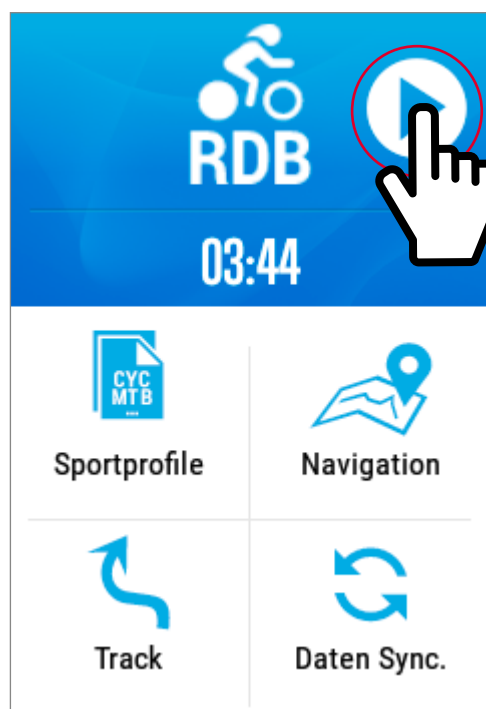 RDB
03:44
CYC
MTB
...
Sportprofile
Navigation
Track
Daten Sync.